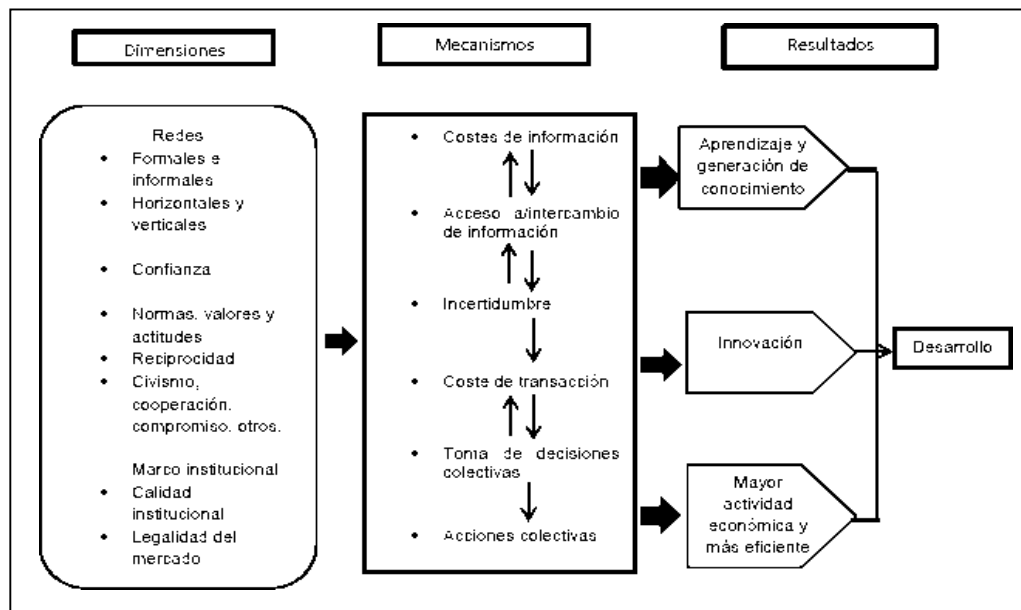 Dimensiones
Mecanismos
Resultados
Redes
• Formales e
informales
• Horizontales y
verticales
• Confianza
• Normas, valores y
actitudes
• Reciprocidad
• Civismo,
cooperación,
compromiso, otros.
Marco institucional
• Calidad
institucional
• Legalidad del
mercado
• Costes de información
• Acceso a/intercambio
de información
• Incertidumbre
• Coste de transacción
• Toma de decisiones
colectivas
• Acciones colectivas
Aprendizaje y
generación de
conocimiento
Innovación
Mayor
actividad
económica y
más eficiente
Desarrollo